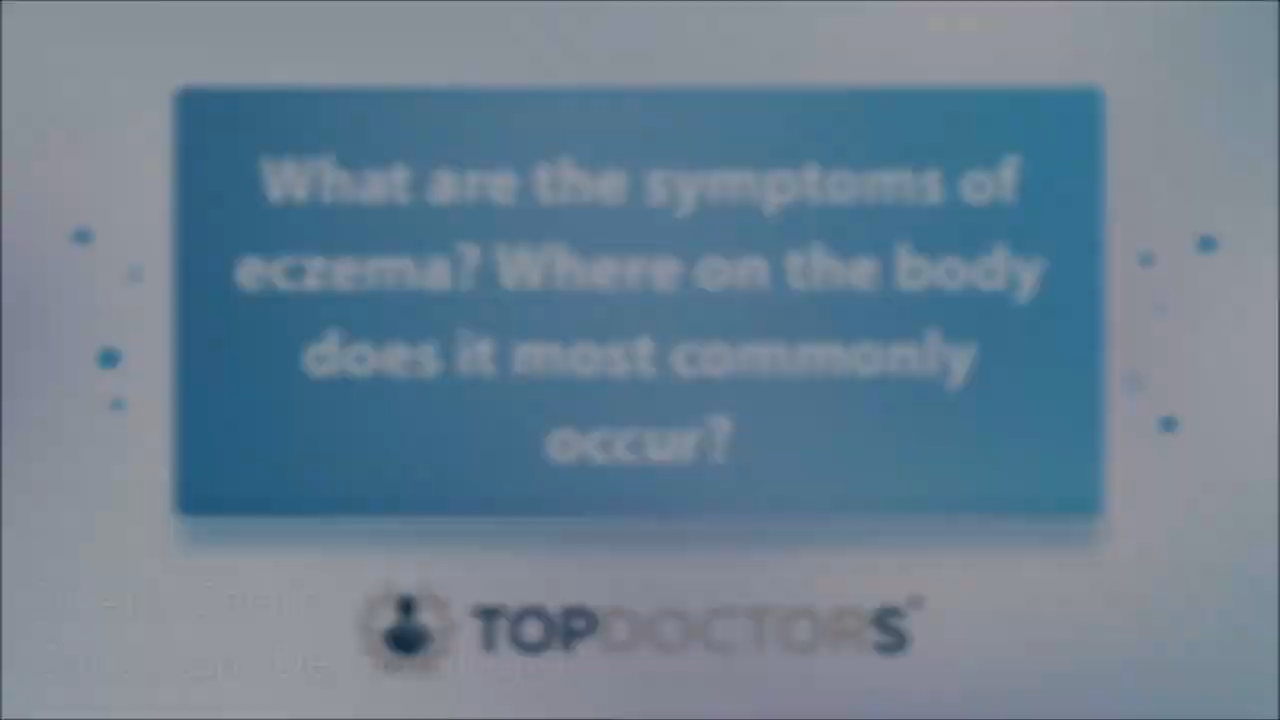 What are the symptoms of
eczema? Where on the body
does it most commonly
occur?
TOPDOCTORS